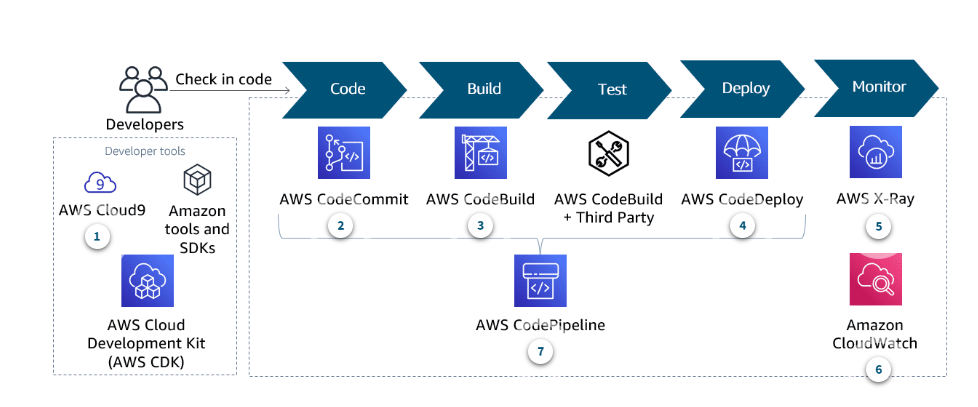 Check in code
Developers
Code
Build
Test
Deploy
Monitor
Developer tools
9
AWS Cloud9
1
Amazon
tools and
SDKs
AWS Cloud
Development Kit
(AWS CDK)
</>
AWS CodeCommit
2
</>
AWS CodeBuild
3
AWS CodeBuild
+ Third Party
</>
AWS CodeDeploy
4
AWS X-Ray
5
</>
AWS CodePipeline
7
Amazon
CloudWatch
6